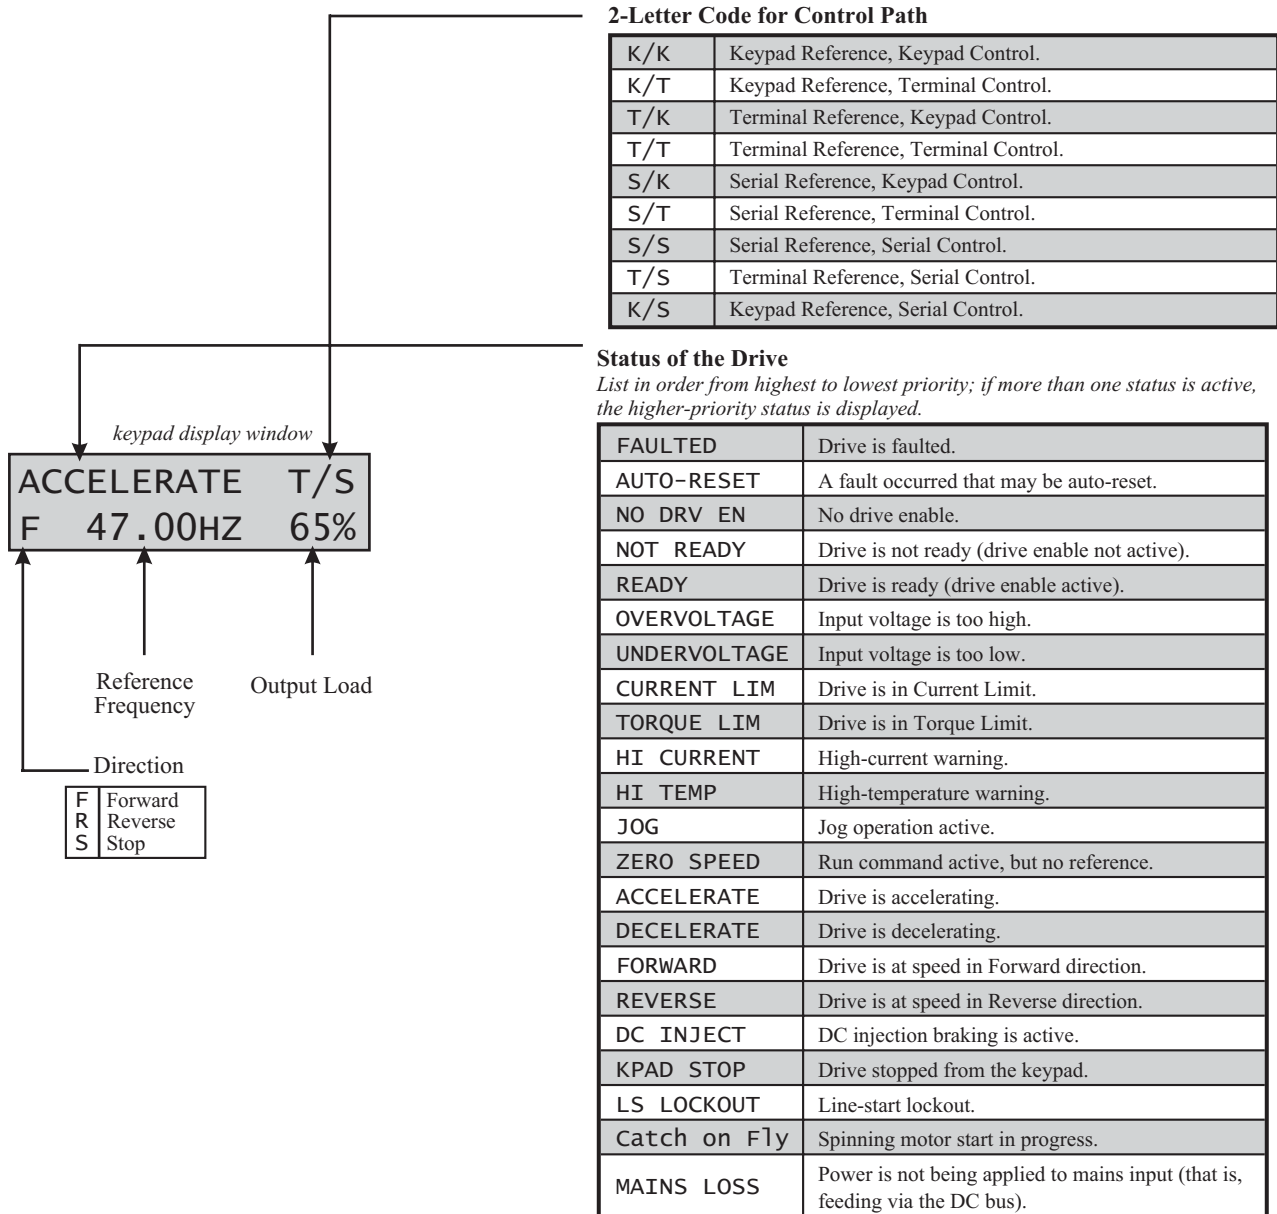 2-Letter Code for Control Path
K/K Keypad Reference, Keypad Control.
K/T Keypad Reference, Terminal Control.
T/K Terminal Reference, Keypad Control.
T/T Terminal Reference, Terminal Control.
S/K Serial Reference, Keypad Control.
S/T Serial Reference, Terminal Control.
S/S Serial Reference, Serial Control.
T/S Terminal Reference, Serial Control.
K/S Keypad Reference, Serial Control.
Status of the Drive
List in order from highest to lowest priority; if more than one status is active,
the higher-priority status is displayed.
keypad display window
ACCELERATE T/S
F 47.00HZ 65%
Reference
Frequency
Output Load
Direction
F Forward
R Reverse
S Stop
FAULTED Drive is faulted.
AUTO-RESET A fault occurred that may be auto-reset.
NO DRV EN No drive enable.
NOT READY Drive is not ready (drive enable not active).
READY Drive is ready (drive enable active).
OVERVOLTAGE Input voltage is too high.
UNDERVOLTAGE Input voltage is too low.
CURRENT LIM Drive is in Current Limit.
TORQUE LIM Drive is in Torque Limit.
HI CURRENT High-current warning.
HI TEMP High-temperature warning.
JOG Jog operation active.
ZERO SPEED Run command active, but no reference.
ACCELERATE Drive is accelerating.
DECELERATE Drive is decelerating.
FORWARD Drive is at speed in Forward direction.
REVERSE Drive is at speed in Reverse direction.
DC INJECT DC injection braking is active.
KPAD STOP Drive stopped from the keypad.
LS LOCKOUT Line-start lockout.
Catch on Fly Spinning motor start in progress.
MAINS LOSS Power is not being applied to mains input (that is,
feeding via the DC bus).